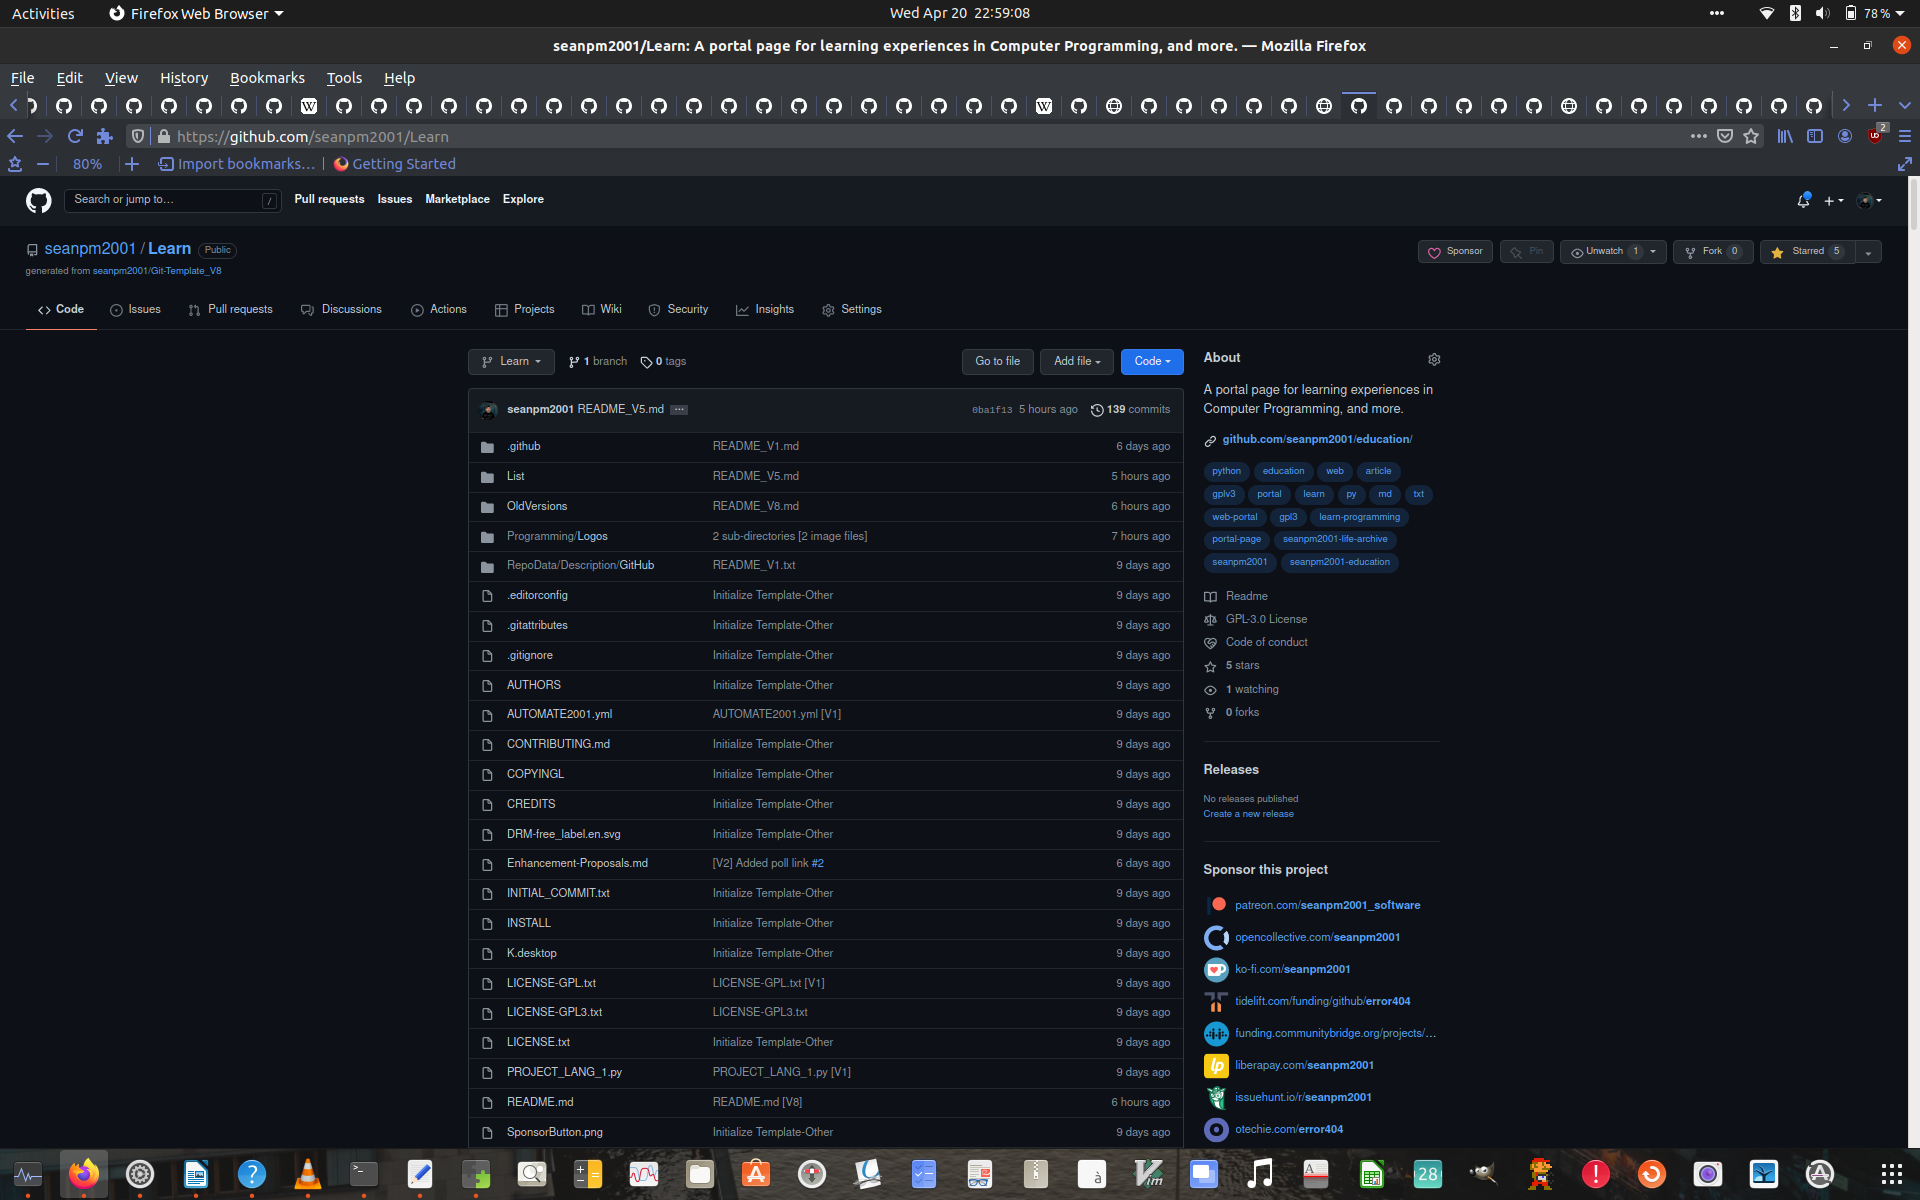 Activities
Firefox Web Browser
Wed Apr 20 22:59:08
78 %
seanpm2001/Learn: A portal page for learning experiences in Computer Programming, and more. — Mozilla Firefox
File Edit View History Bookmarks Tools Help
https://github.com/seanpm2001/Learn
2
80%
Import bookmarks...
Getting Started
Search or jump to...
/
Pull requests Issues Marketplace Explore
seanpm2001 / Learn Public
Sponsor Pin Unwatch 1 Fork 0 Starred 5
generated from seanpm2001/Git-Template_V8
Code Issues Pull requests Discussions Actions Projects Wiki Security Insights Settings
Learn 1 branch 0 tags Go to file Add file Code
seanpm2001 README_V5.md ... 0ba1f13 5 hours ago 139 commits
.github README_V1.md 6 days ago
List README_V5.md 5 hours ago
OldVersions README_V8.md 6 hours ago
Programming/Logos 2 sub-directories [2 image files] 7 hours ago
RepoData/Description/GitHub README_V1.txt 9 days ago
.editorconfig Initialize Template-Other 9 days ago
.gitattributes Initialize Template-Other 9 days ago
.gitignore Initialize Template-Other 9 days ago
AUTHORS Initialize Template-Other 9 days ago
AUTOMATE2001.yml AUTOMATE2001.yml [V1] 9 days ago
CONTRIBUTING.md Initialize Template-Other 9 days ago
COPYINGL Initialize Template-Other 9 days ago
CREDITS Initialize Template-Other 9 days ago
DRM-free_label.en.svg Initialize Template-Other 9 days ago
Enhancement-Proposals.md [V2] Added poll link #2 6 days ago
INITIAL_COMMIT.txt Initialize Template-Other 9 days ago
INSTALL Initialize Template-Other 9 days ago
K.desktop Initialize Template-Other 9 days ago
LICENSE-GPL.txt LICENSE-GPL.txt [V1] 9 days ago
LICENSE-GPL3.txt LICENSE-GPL3.txt 9 days ago
LICENSE.txt Initialize Template-Other 9 days ago
PROJECT_LANG_1.py PROJECT_LANG_1.py [V1] 9 days ago
README.md README.md [V8] 6 hours ago
SponsorButton.png Initialize Template-Other 9 days ago
About
A portal page for learning experiences in
Computer Programming, and more.
github.com/seanpm2001/education/
python education web article
gplv3 portal learn py md txt
web-portal gpl3 learn-programming
portal-page seanpm2001-life-archive
seanpm2001 seanpm2001-education
Readme
GPL-3.0 License
Code of conduct
5 stars
1 watching
0 forks
Releases
No releases published
Create a new release
Sponsor this project
patreon.com/seanpm2001_software
opencollective.com/seanpm2001
ko-fi.com/seanpm2001
tidelift.com/funding/github/error404
funding.communitybridge.org/projects/...
lp liberapay.com/seanpm2001
issuehunt.io/r/seanpm2001
otechie.com/error404
28